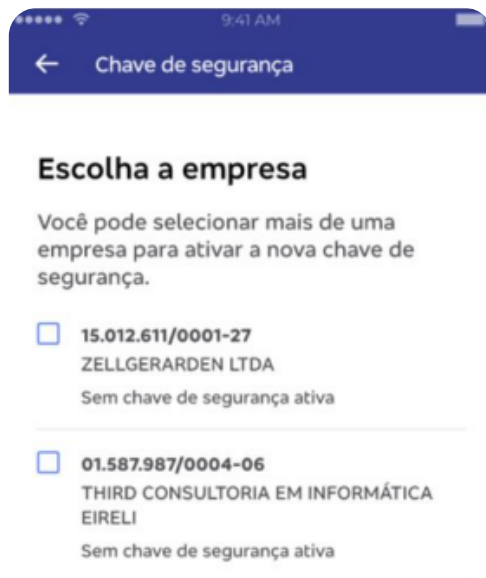 9:41 AM
Chave de segurança
Escolha a empresa
Você pode selecionar mais de uma
empresa para ativar a nova chave de
segurança.
15.012.611/0001-27
ZELLGERARDEN LTDA
Sem chave de segurança ativa
01.587.987/0004-06
THIRD CONSULTORIA EM INFORMÁTICA
EIRELI
Sem chave de segurança ativa